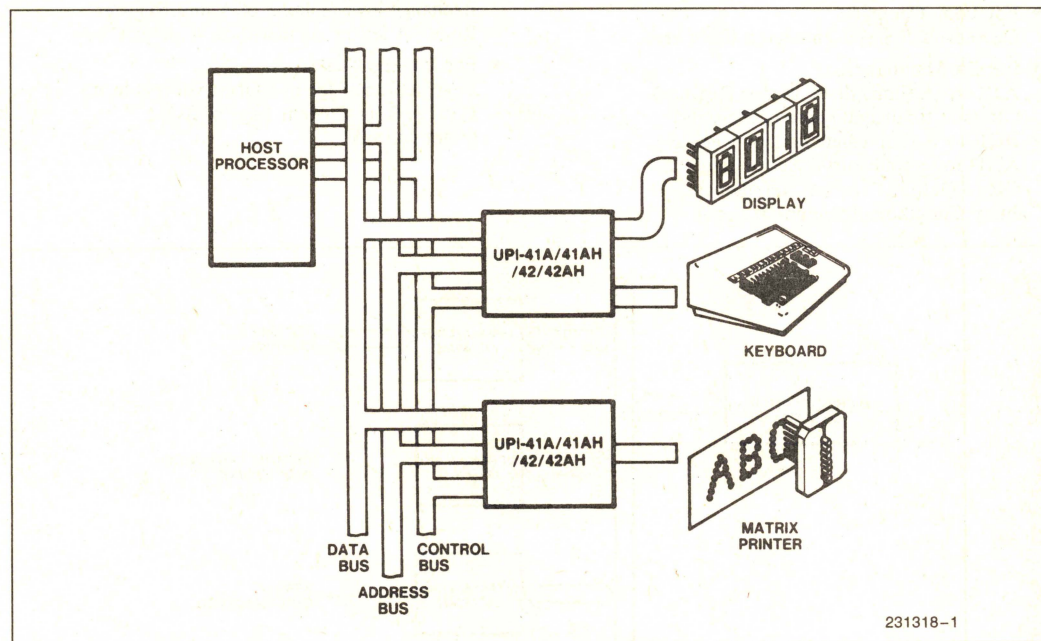 HOST
PROCESSOR
8018
DISPLAY
UPI-41A/41AH
/42/42AH
KEYBOARD
UPI-41A/41AH
/42/42AH
ABC
MATRIX
PRINTER
DATA
BUS
CONTROL
BUS
ADDRESS
BUS
231318-1